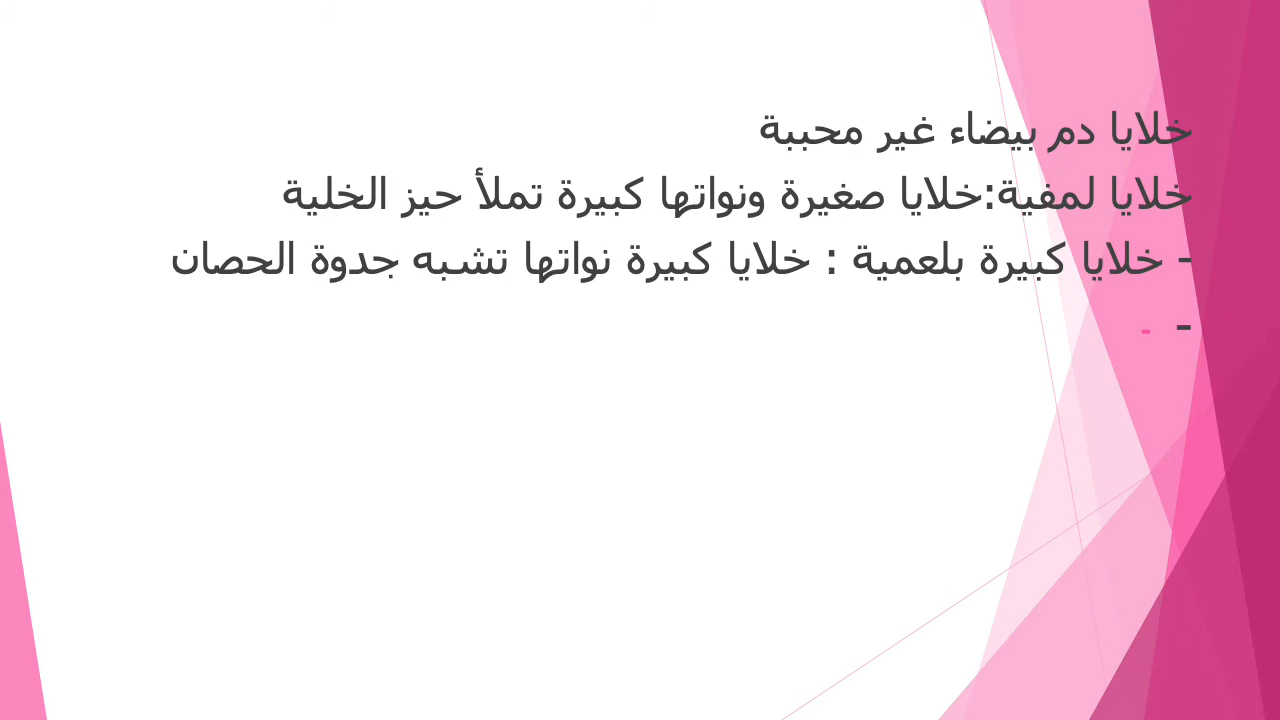 خلايا دم بيضاء غير محببة
خلايا لمفية:خلايا صغيرة ونواتها كبيرة تملأ حيز الخلية
- خلايا كبيرة بلعمية : خلايا كبيرة نواتها تشبه جدوة الحصان
- -